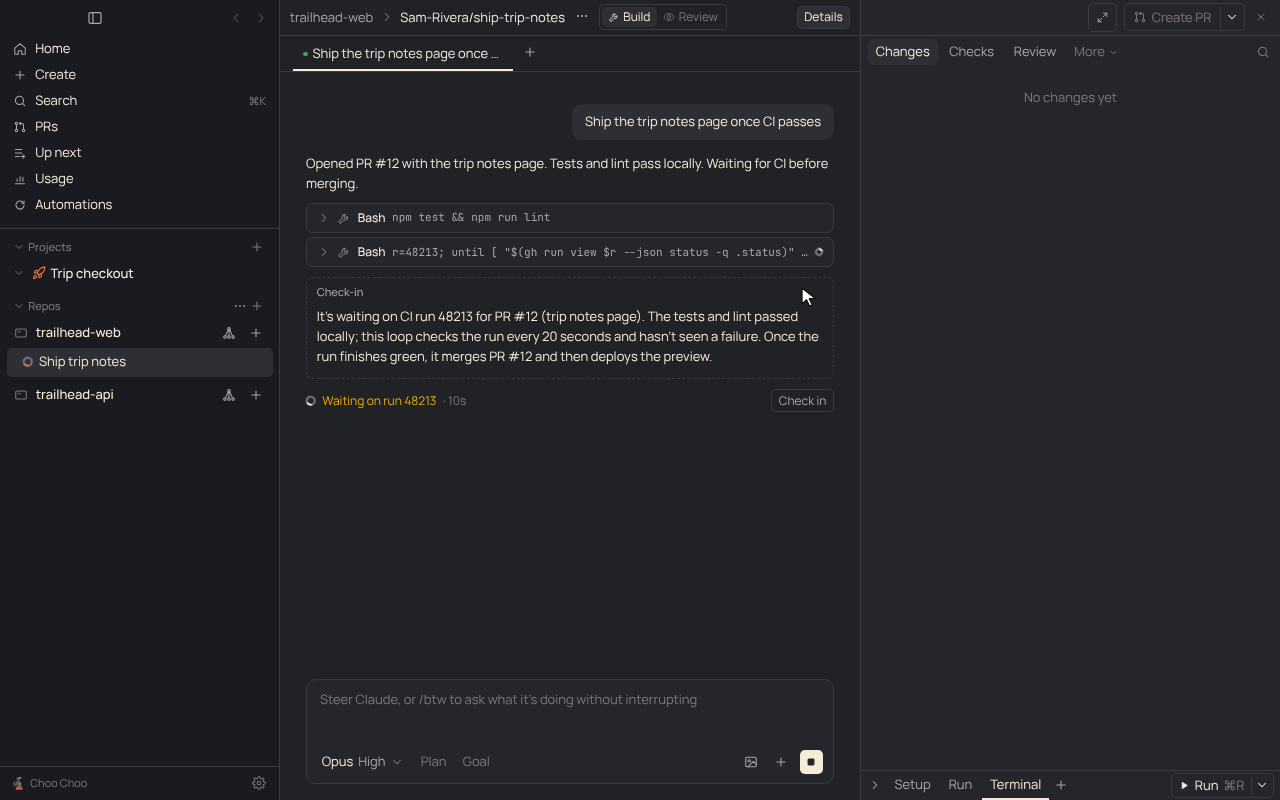 Home
Create
Search ⌘K
PRs
Up next
Usage
Automations
Projects
Trip checkout
Repos
trailhead-web
Ship trip notes
trailhead-api
Choo Choo
trailhead-web > Sam-Rivera/ship-trip-notes ··· Build Review Details
Ship the trip notes page once ...
Ship the trip notes page once CI passes
Opened PR #12 with the trip notes page. Tests and lint pass locally. Waiting for CI before
merging.
Bash npm test && npm run lint
Bash r=48213; until [ "$(gh run view $r --json status -q .status)" …
Check-in
It's waiting on CI run 48213 for PR #12 (trip notes page). The tests and lint passed
locally; this loop checks the run every 20 seconds and hasn't seen a failure. Once the
run finishes green, it merges PR #12 and then deploys the preview.
Waiting on run 48213 · 10s Check in
Steer Claude, or /btw to ask what it's doing without interrupting
Opus High Plan Goal
Create PR
Changes Checks Review More
No changes yet
Setup Run Terminal Run ⌘R